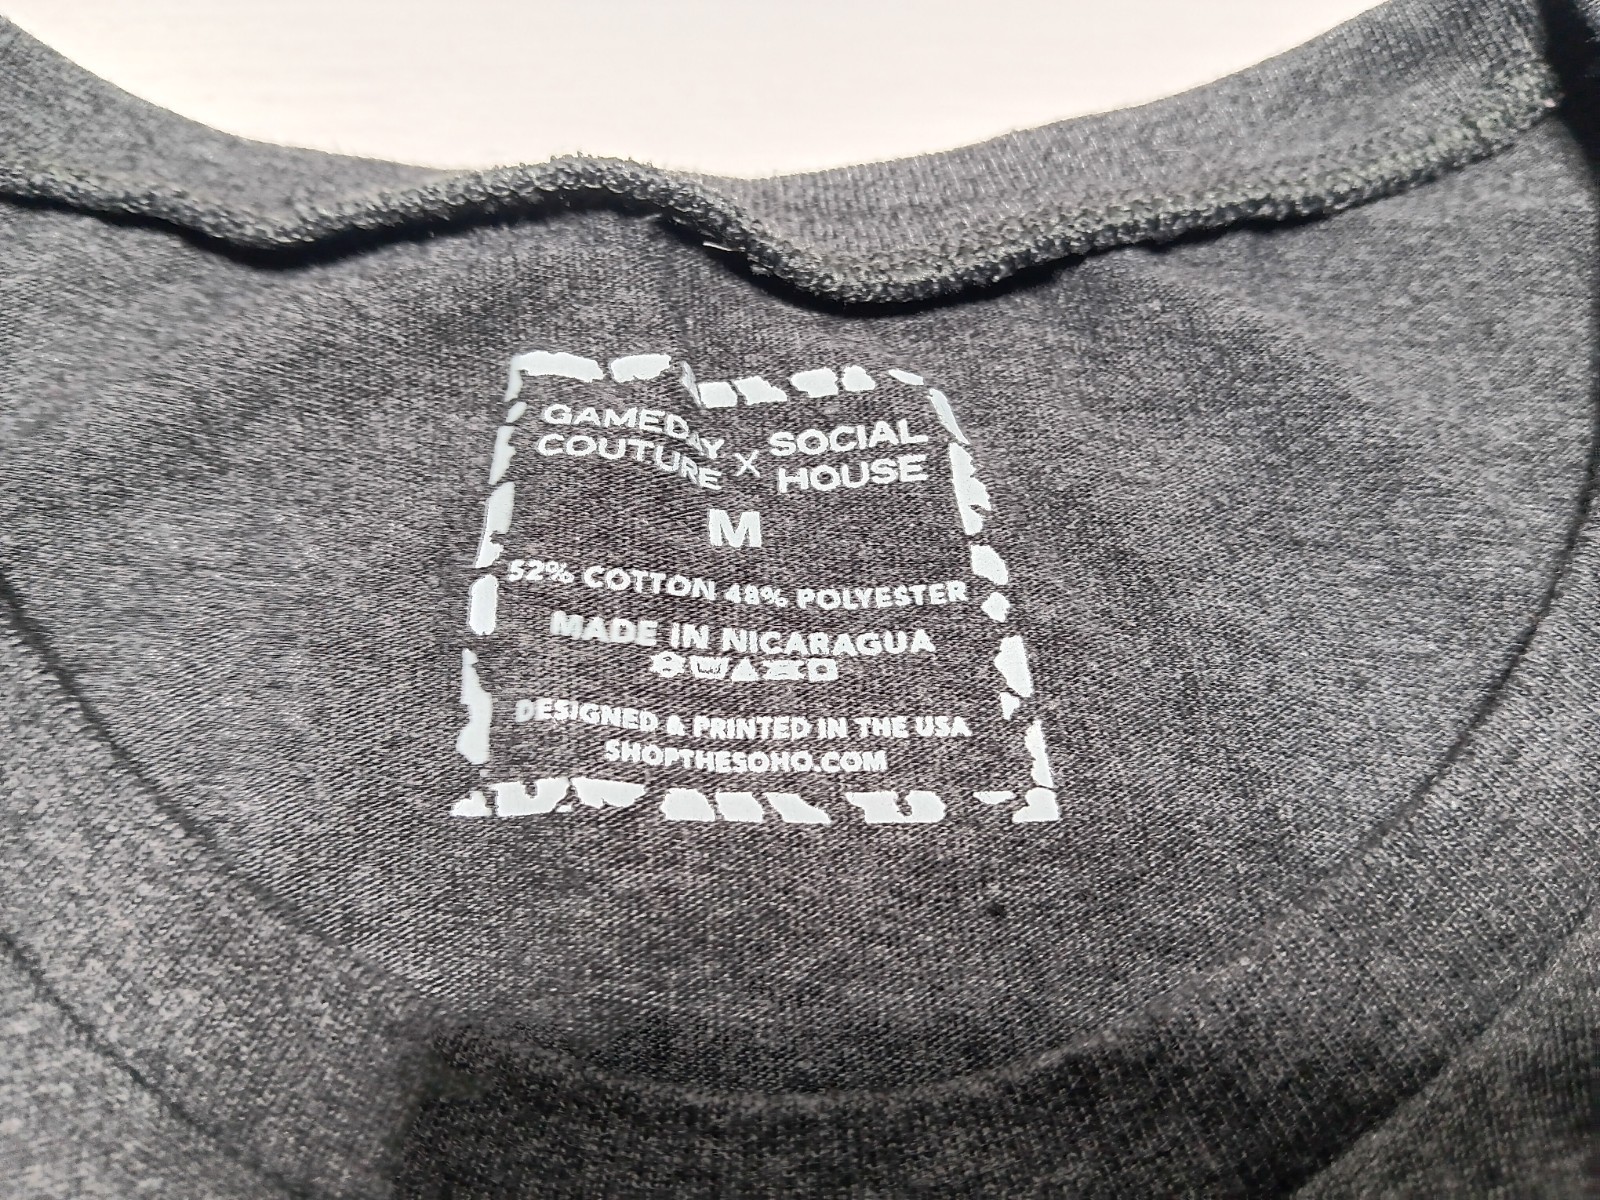 GAMEDAY COUTURE X SOCIAL HOUSE
M
52% COTTON 48% POLYESTER
MADE IN NICARAGUA
DESIGNED & PRINTED IN THE USA
SHOPTHESOHO.COM